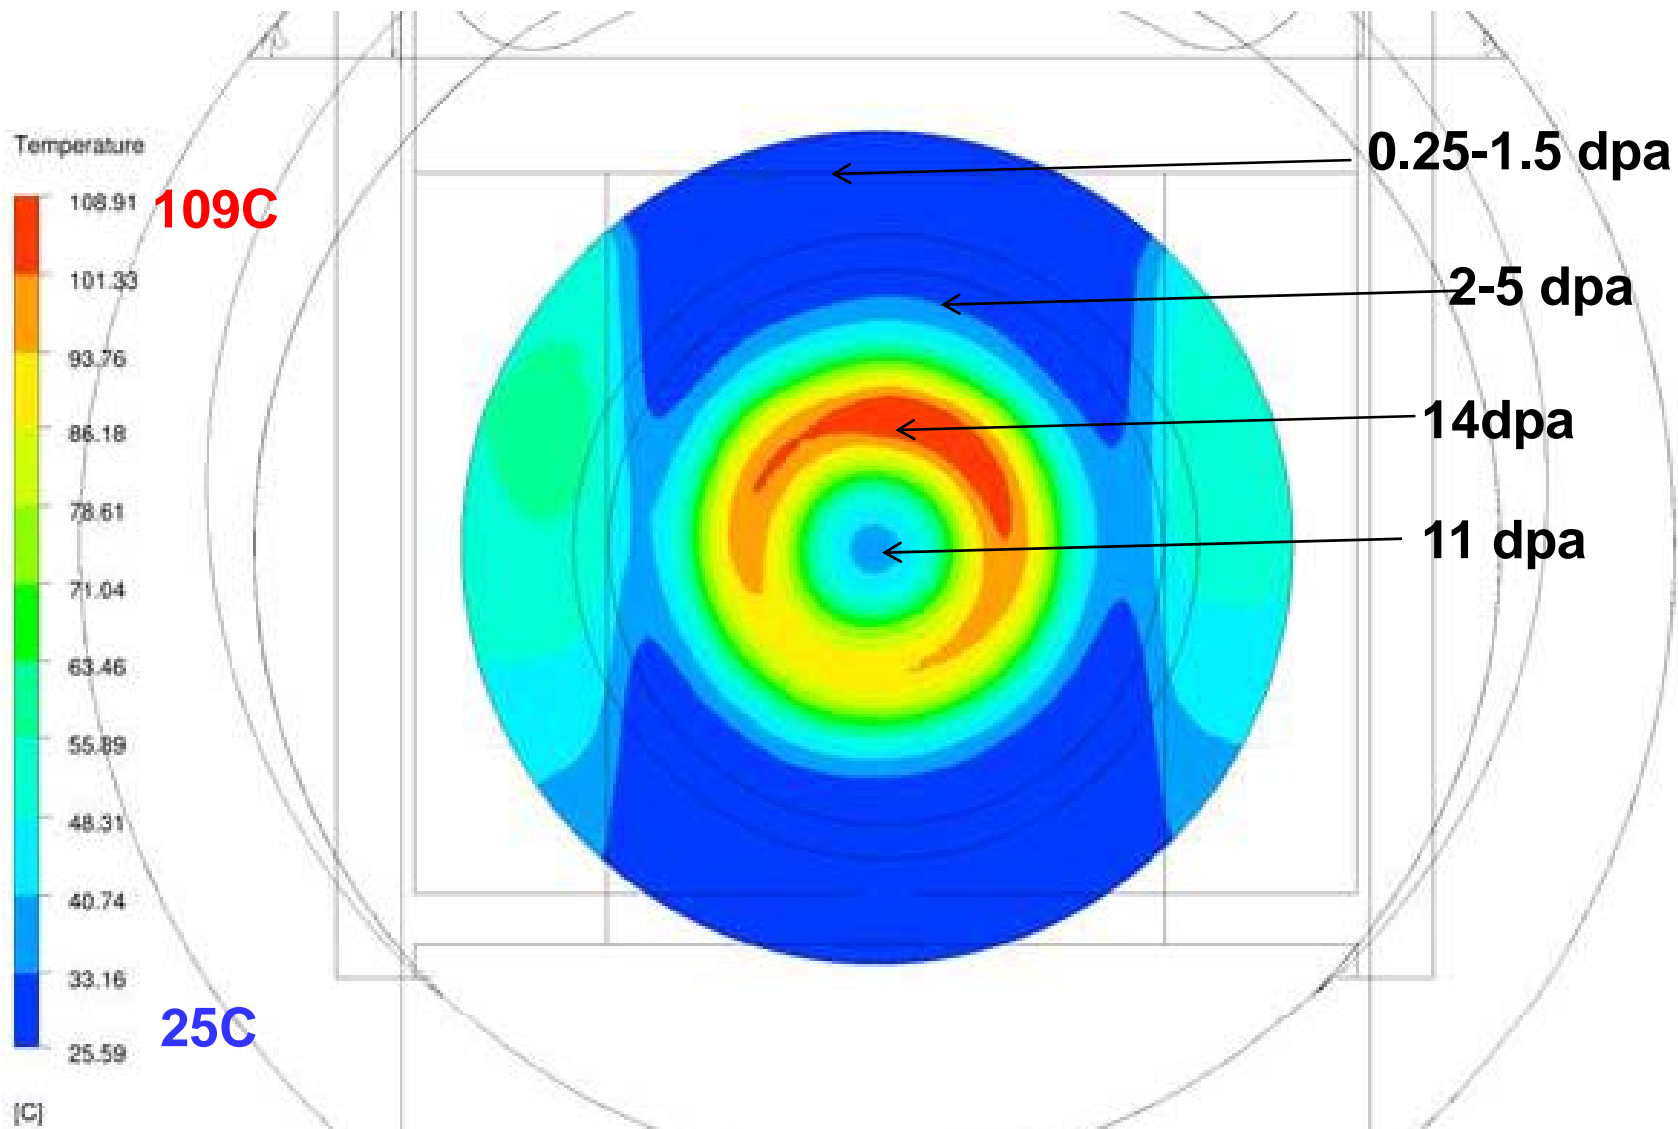 0.25-1.5 dpa
Temperature
108.91
109C
101.33
2-5 dpa
93.76
14dpa
86.18
78.61
11 dpa
71.04
63.46
55.89
48.31
40.74
33.16
25C
25.59
[C]